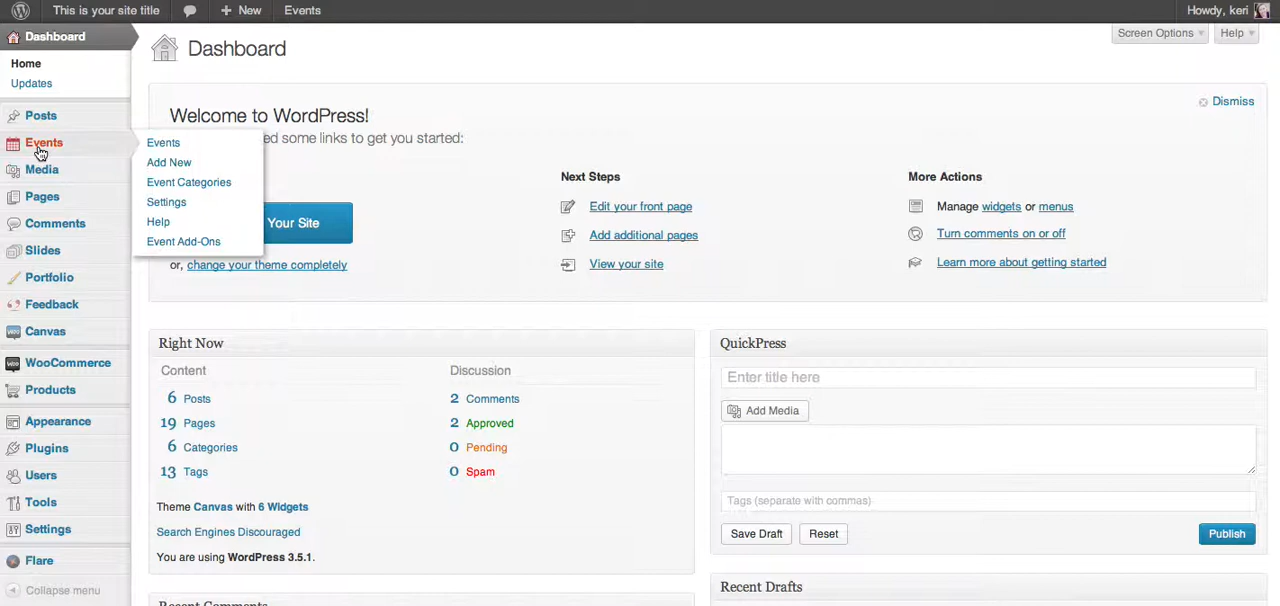 This is your site title
New
Events
Howdy, keri
Dashboard
Home
Updates
Posts
Events
Media
Pages
Comments
Slides
Portfolio
Feedback
Canvas
WooCommerce
Products
Appearance
Plugins
Users
Tools
Settings
Flare
Collapse menu
Events
Add New
Event Categories
Settings
Help
Event Add-Ons
Dashboard
Screen Options
Help
Welcome to WordPress!
Dismiss
ed some links to get you started:
Your Site
or, change your theme completely
Next Steps
Edit your front page
Add additional pages
View your site
More Actions
Manage widgets or menus
Turn comments on or off
Learn more about getting started
Right Now
Content
6 Posts
19 Pages
6 Categories
13 Tags
Discussion
2 Comments
2 Approved
0 Pending
0 Spam
Theme Canvas with 6 Widgets
Search Engines Discouraged
You are using WordPress 3.5.1.
QuickPress
Enter title here
Add Media
Tags (separate with commas)
Save Draft
Reset
Publish
Recent Comments
Recent Drafts